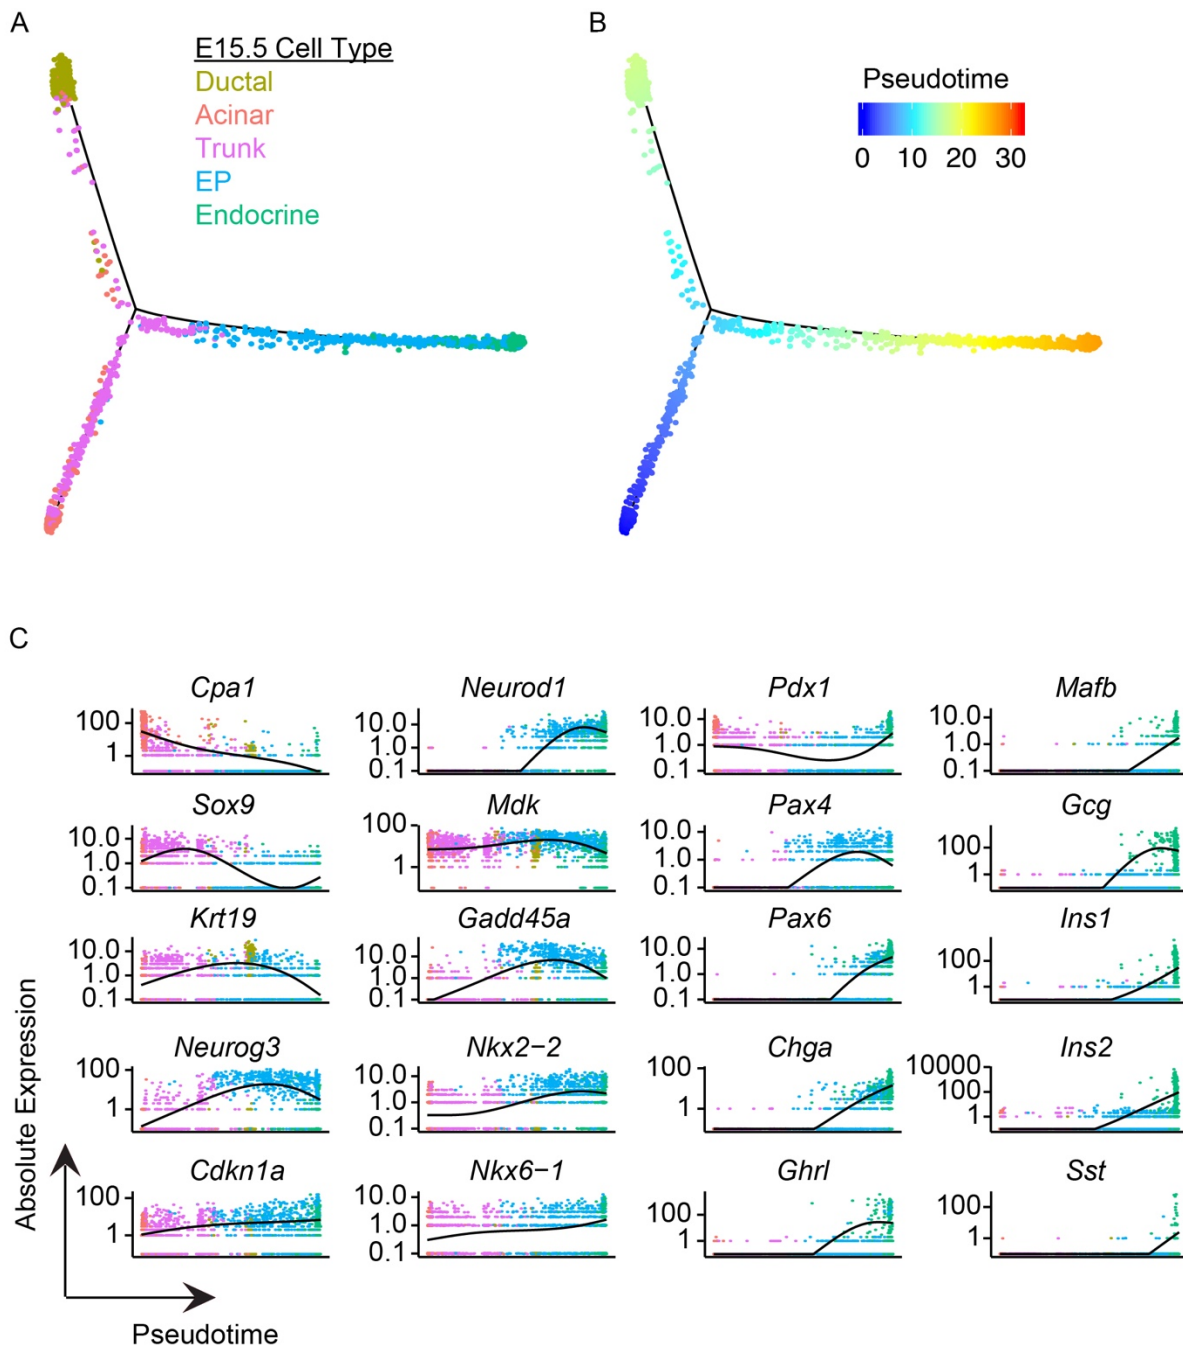 A
B
E15.5 Cell Type
Ductal
Acinar
Trunk
EP
Endocrine
Pseudotime
0 10 20 30
C
Cpa1
100
1
Neurod1
10.0
1.0
0.1
Pdx1
10.0
1.0
0.1
Mafb
10.0
1.0
0.1
Sox9
10.0
1.0
0.1
Mdk
100
1
Pax4
10.0
1.0
0.1
Gcg
100
1
Krt19
10.0
1.0
0.1
Gadd45a
10.0
1.0
0.1
Pax6
10.0
1.0
0.1
Ins1
100
1
Neurog3
100
1
Nkx2−2
10.0
1.0
0.1
Chga
100
1
Ins2
10000
100
1
Cdkn1a
100
1
Nkx6−1
10.0
1.0
0.1
Ghrl
100
1
Sst
100
1
Absolute Expression
Pseudotime